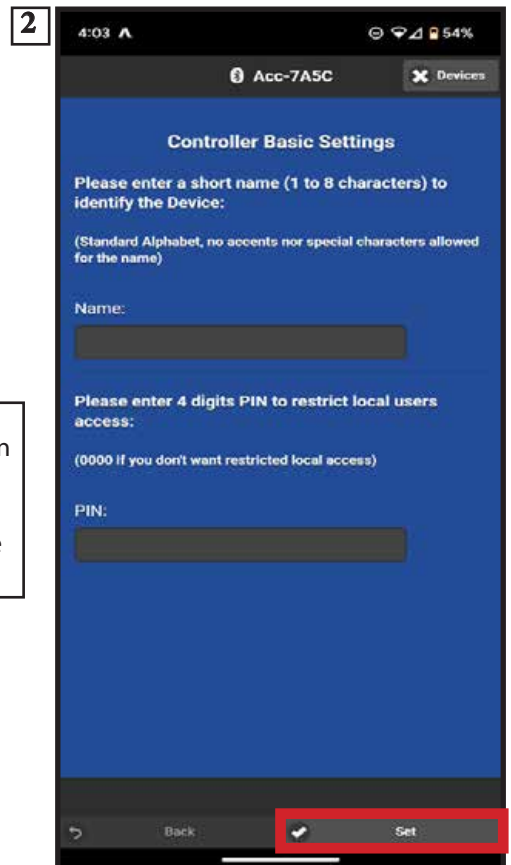 2
4:03
54%
Acc-7A5C
Devices
Controller Basic Settings
Please enter a short name (1 to 8 characters) to
identify the Device:
(Standard Alphabet, no accents nor special characters allowed
for the name)
Name:
Please enter 4 digits PIN to restrict local users
access:
(0000 if you don't want restricted local access)
PIN:
Back
Set